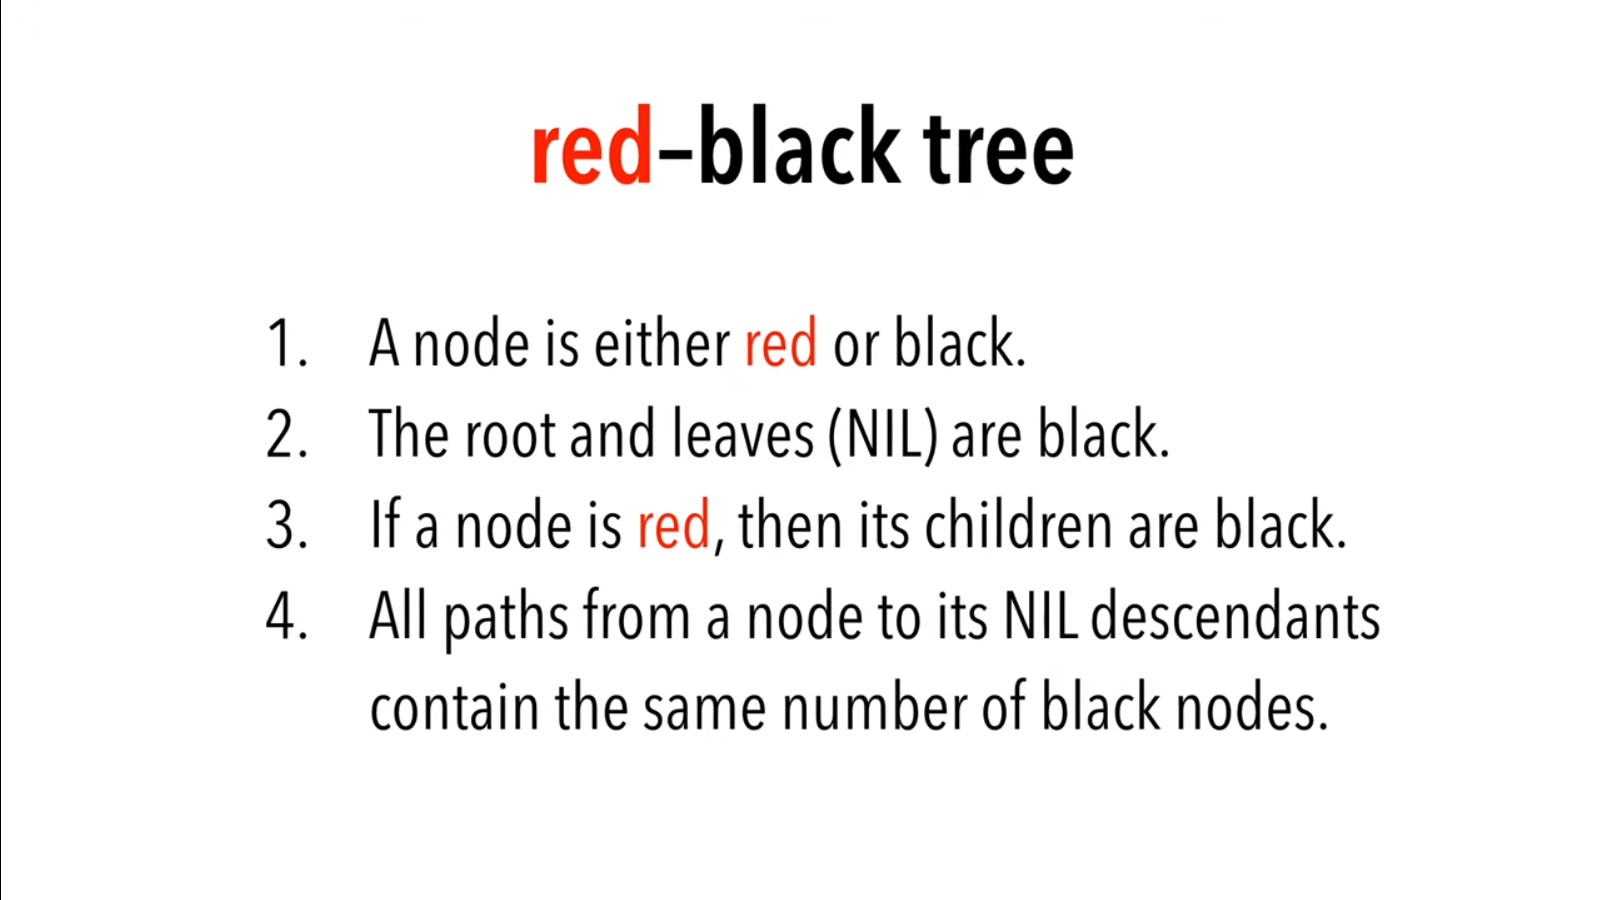 red–black tree
1. A node is either red or black.
2. The root and leaves (NIL) are black.
3. If a node is red, then its children are black.
4. All paths from a node to its NIL descendants
contain the same number of black nodes.